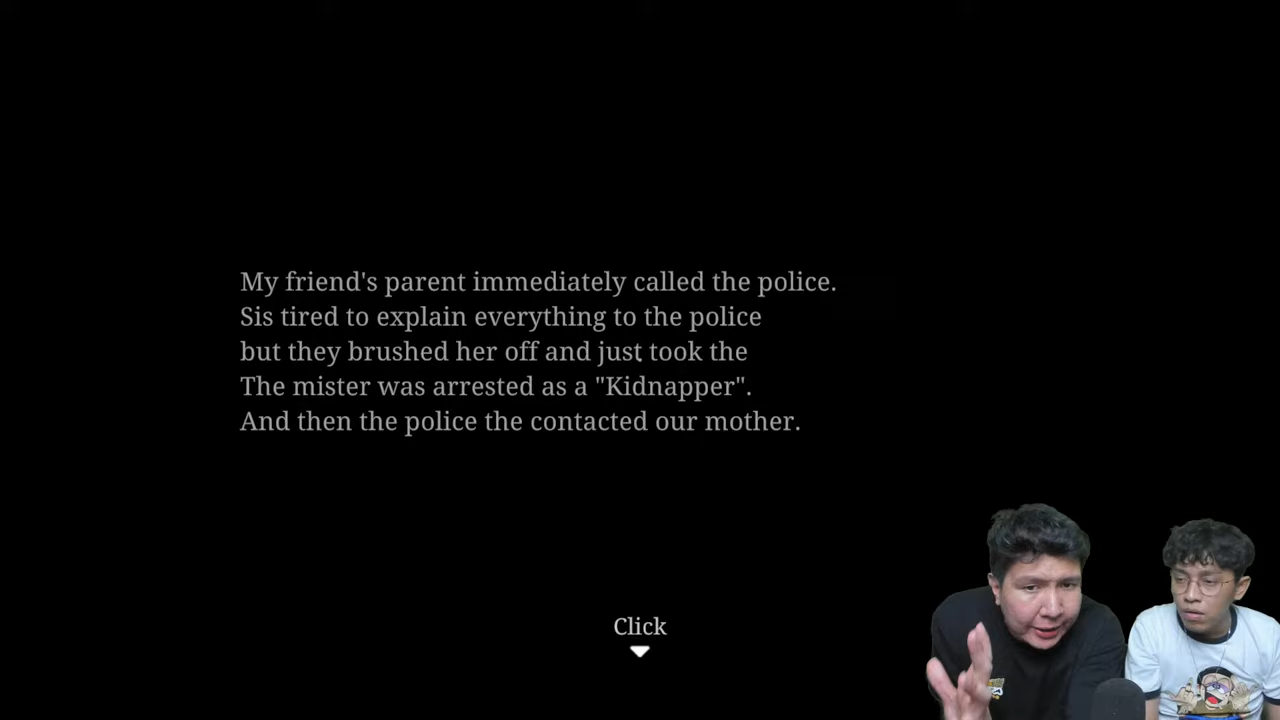 My friend's parent immediately called the police.
Sis tired to explain everything to the police
but they brushed her off and just took the
The mister was arrested as a "Kidnapper".
And then the police the contacted our mother.
Click